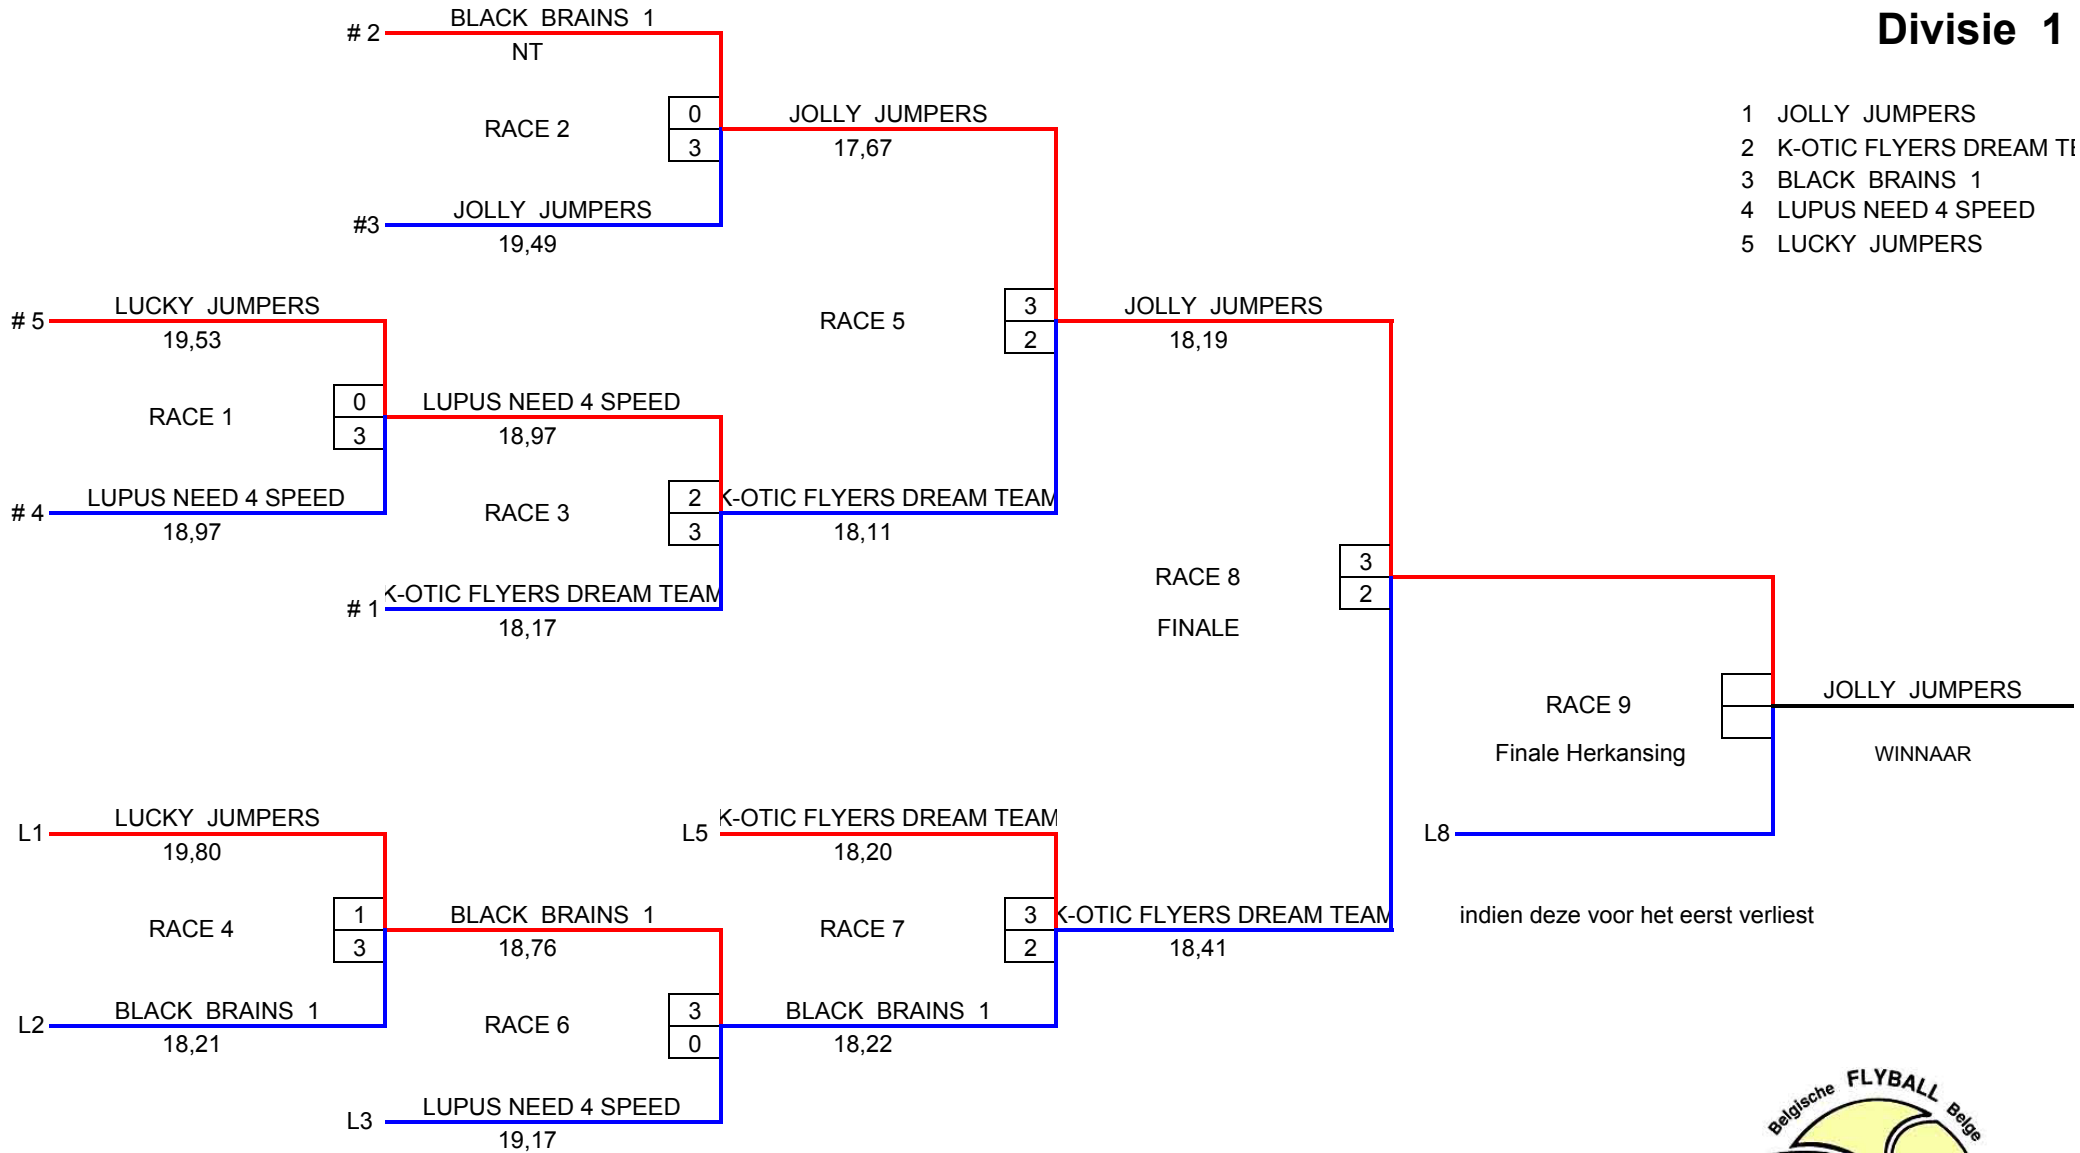 Divisie 1
1 JOLLY JUMPERS
2 K-OTIC FLYERS DREAM TE
3 BLACK BRAINS 1
4 LUPUS NEED 4 SPEED
5 LUCKY JUMPERS
# 2
BLACK BRAINS 1
NT
RACE 2
0
3
#3
JOLLY JUMPERS
19,49
JOLLY JUMPERS
17,67
# 5
LUCKY JUMPERS
19,53
RACE 1
0
3
# 4
LUPUS NEED 4 SPEED
18,97
LUPUS NEED 4 SPEED
18,97
RACE 3
2
3
# 1
K-OTIC FLYERS DREAM TEAM
18,17
K-OTIC FLYERS DREAM TEAM
18,11
RACE 5
3
2
JOLLY JUMPERS
18,19
RACE 8
FINALE
3
2
RACE 9
Finale Herkansing
JOLLY JUMPERS
WINNAAR
L8
indien deze voor het eerst verliest
L1
LUCKY JUMPERS
19,80
RACE 4
1
3
L2
BLACK BRAINS 1
18,21
BLACK BRAINS 1
18,76
RACE 6
3
0
L3
LUPUS NEED 4 SPEED
19,17
L5
K-OTIC FLYERS DREAM TEAM
18,20
RACE 7
3
2
BLACK BRAINS 1
18,22
K-OTIC FLYERS DREAM TEAM
18,41
Belgische FLYBALL Belge